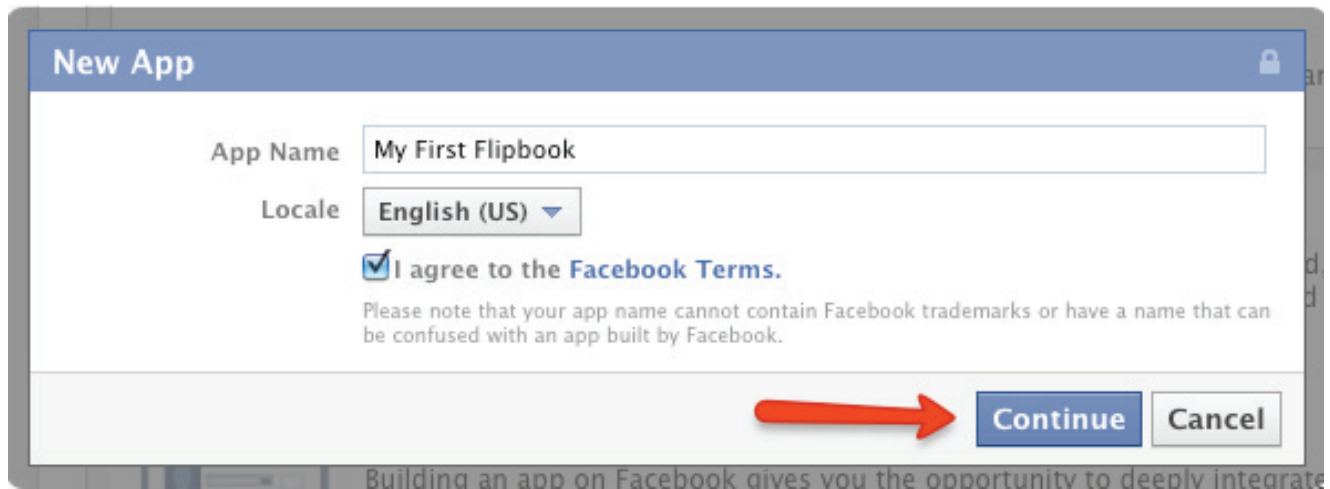 New App
App Name My First Flipbook
Locale English (US)
I agree to the Facebook Terms.
Please note that your app name cannot contain Facebook trademarks or have a name that can
be confused with an app built by Facebook.
Continue Cancel
Building an app on Facebook gives you the opportunity to deeply integrate